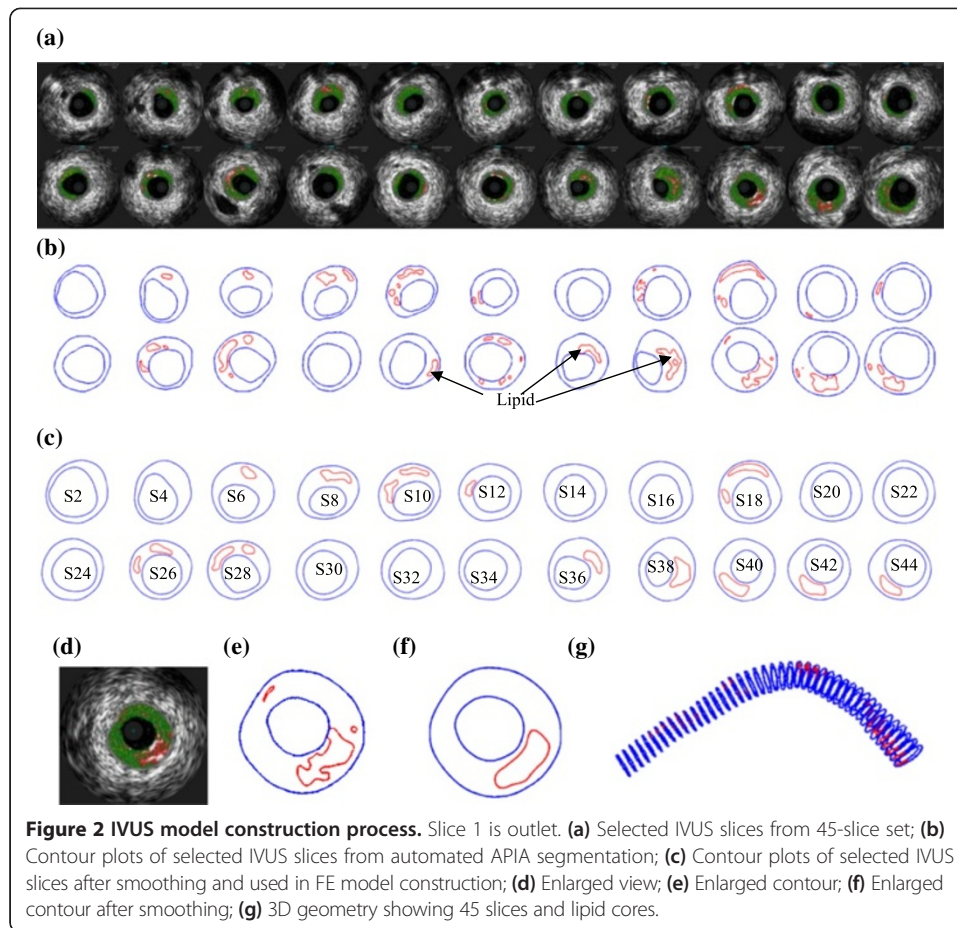 (a)
(b)
Lipid
(c)
S2 S4 S6 S8 S10 S12 S14 S16 S18 S20 S22
S24 S26 S28 S30 S32 S34 S36 S38 S40 S42 S44
(d) (e) (f) (g)
Figure 2 IVUS model construction process. Slice 1 is outlet. (a) Selected IVUS slices from 45-slice set; (b)
Contour plots of selected IVUS slices from automated APIA segmentation; (c) Contour plots of selected IVUS
slices after smoothing and used in FE model construction; (d) Enlarged view; (e) Enlarged contour; (f) Enlarged
contour after smoothing; (g) 3D geometry showing 45 slices and lipid cores.